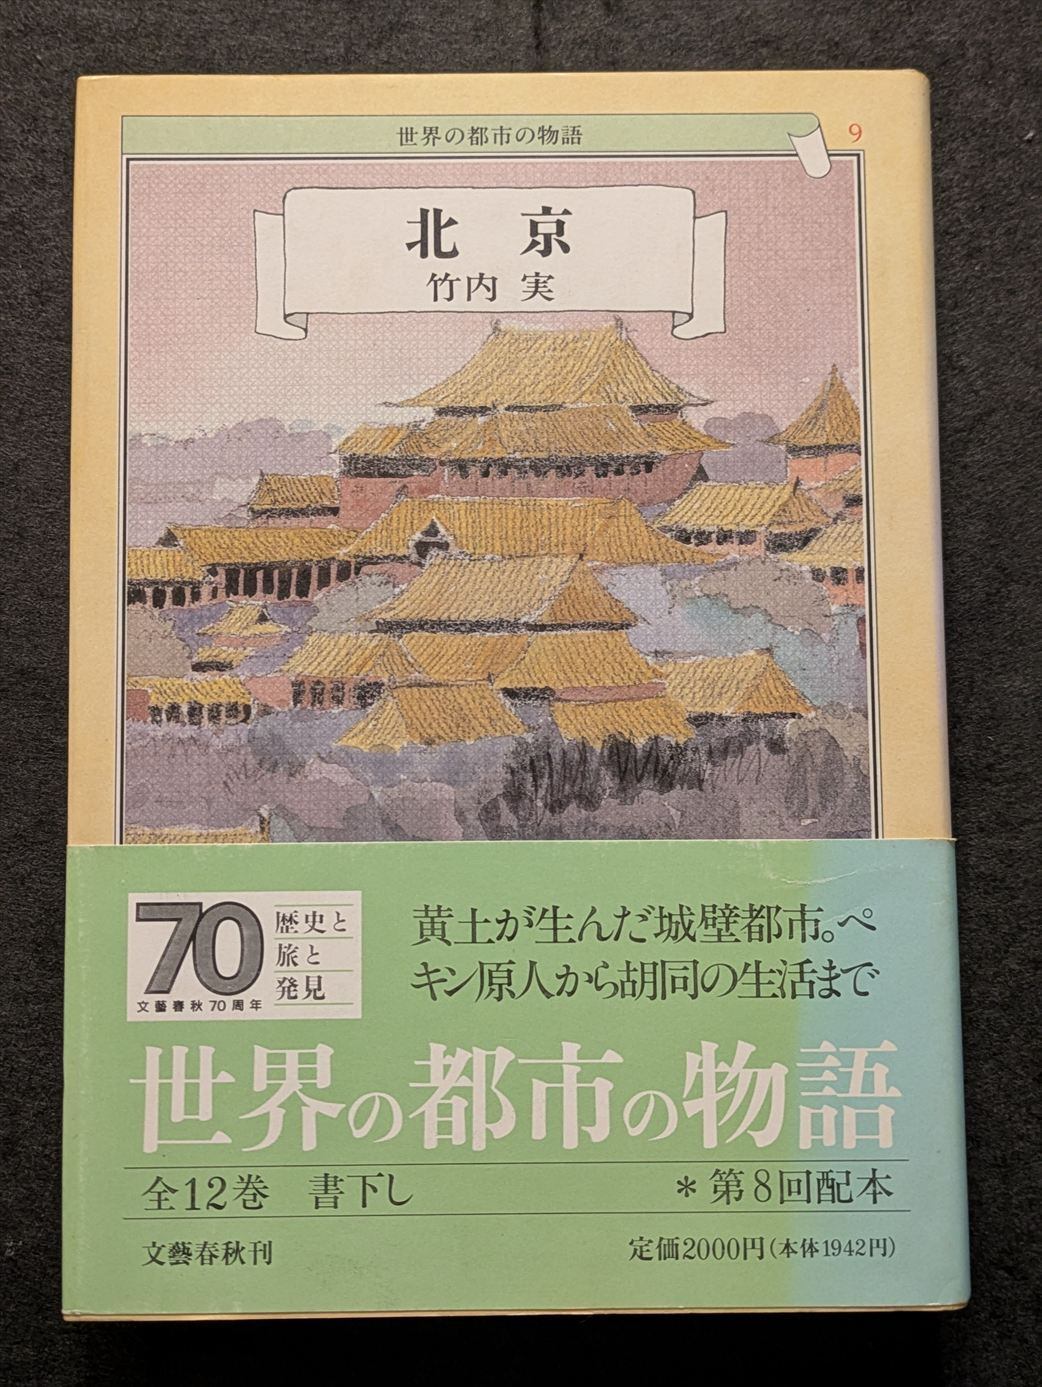 世界の都市の物語
9
北 京
竹内 実
70
文藝春秋70周年
歴史と
旅と
発見
黄土が生んだ城壁都市。ペ
キン原人から胡同の生活まで
世界の都市の物語
全12巻 書下し
*第8回配本
文藝春秋刊
定価2000円(本体1942円)